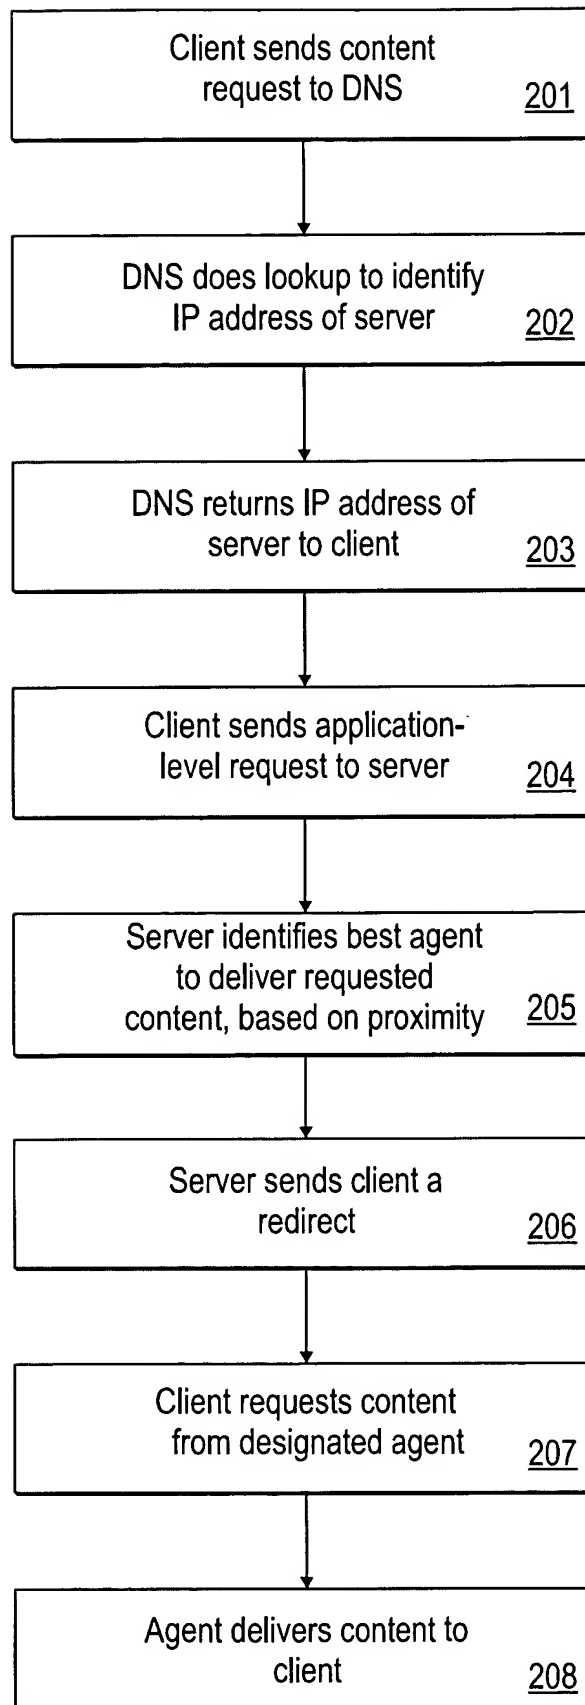 Client sends content
request to DNS
201
DNS does lookup to identify
IP address of server
202
DNS returns IP address of
server to client
203
Client sends application-
level request to server
204
Server identifies best agent
to deliver requested
content, based on proximity
205
Server sends client a
redirect
206
Client requests content
from designated agent
207
Agent delivers content to
client
208